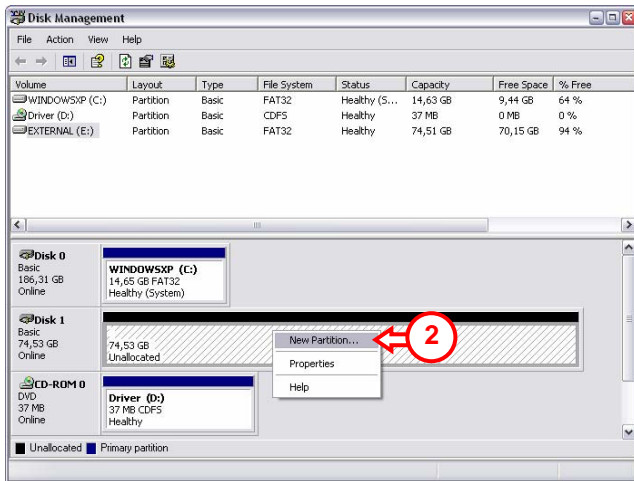 Disk Management
File Action View Help
Volume Layout Type File System Status Capacity Free Space % Free
WINDOWSXP (C:) Partition Basic FAT32 Healthy (S... 14,63 GB 9,44 GB 64 %
Driver (D:) Partition Basic CDFS Healthy 37 MB 0 MB 0 %
EXTERNAL (E:) Partition Basic FAT32 Healthy 74,51 GB 70,15 GB 94 %
Disk 0
Basic
186,31 GB
Online
WINDOWSXP (C:)
14,65 GB FAT32
Healthy (System)
Disk 1
Basic
74,53 GB
Online
74,53 GB
Unallocated
New Partition...
Properties
Help
2
CD-ROM 0
DVD
37 MB
Online
Driver (D:)
37 MB CDFS
Healthy
Unallocated Primary partition